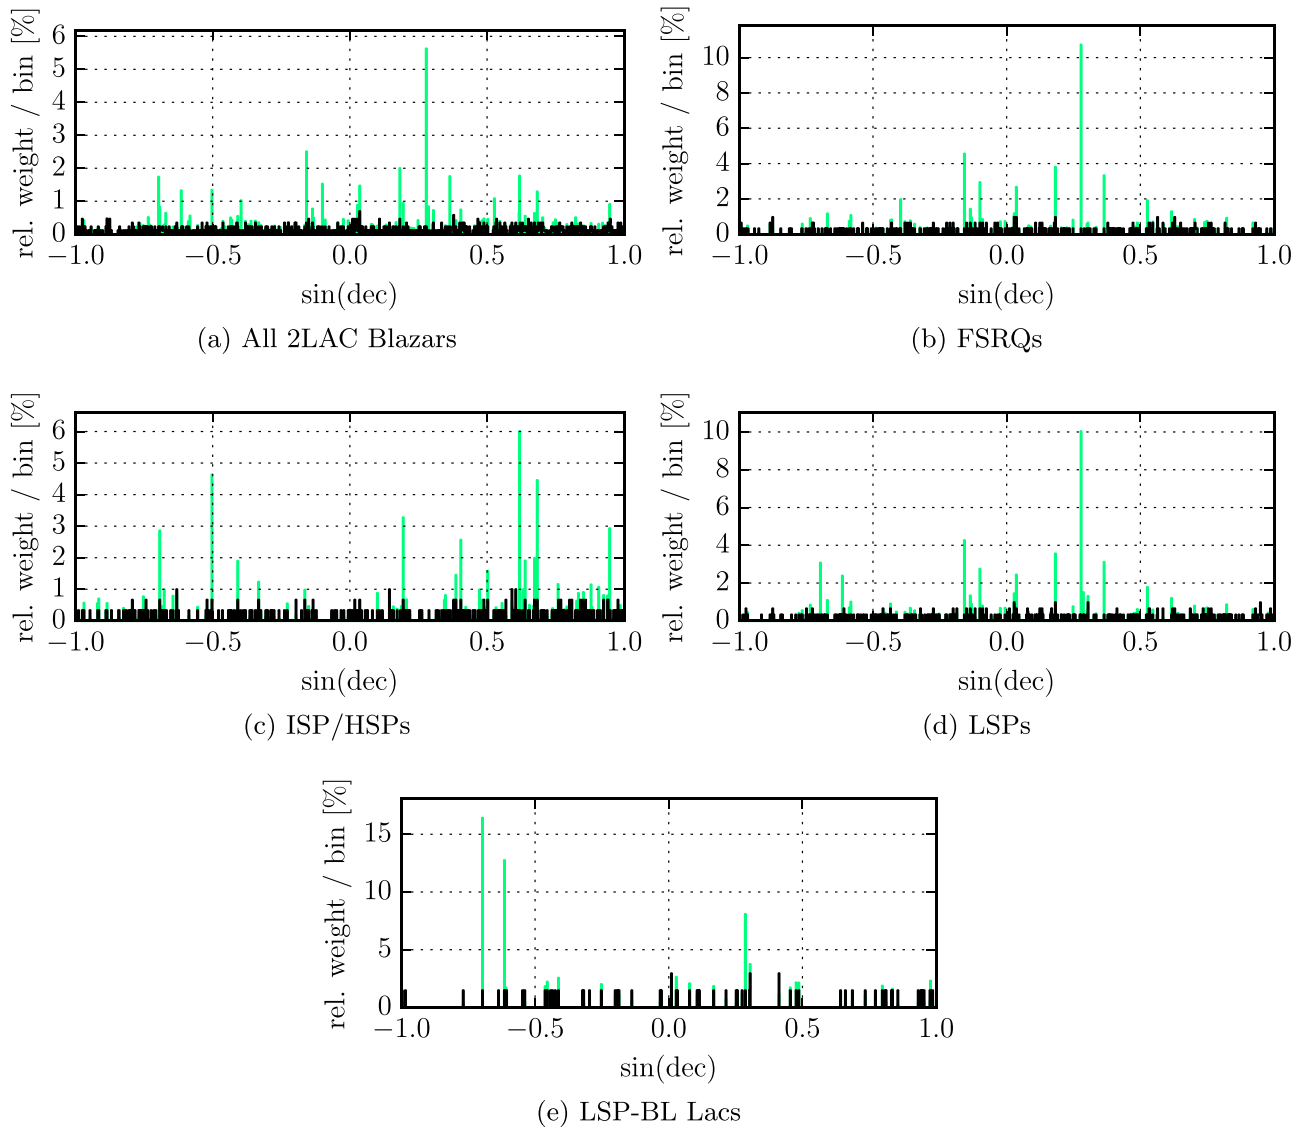 rel. weight / bin [%]
6
5
4
3
2
1
0
−1.0 −0.5 0.0 0.5 1.0
sin(dec)
(a) All 2LAC Blazars
rel. weight / bin [%]
10
8
6
4
2
0
−1.0 −0.5 0.0 0.5 1.0
sin(dec)
(b) FSRQs
rel. weight / bin [%]
6
5
4
3
2
1
0
−1.0 −0.5 0.0 0.5 1.0
sin(dec)
(c) ISP/HSPs
rel. weight / bin [%]
10
8
6
4
2
0
−1.0 −0.5 0.0 0.5 1.0
sin(dec)
(d) LSPs
rel. weight / bin [%]
15
10
5
0
−1.0 −0.5 0.0 0.5 1.0
sin(dec)
(e) LSP-BL Lacs